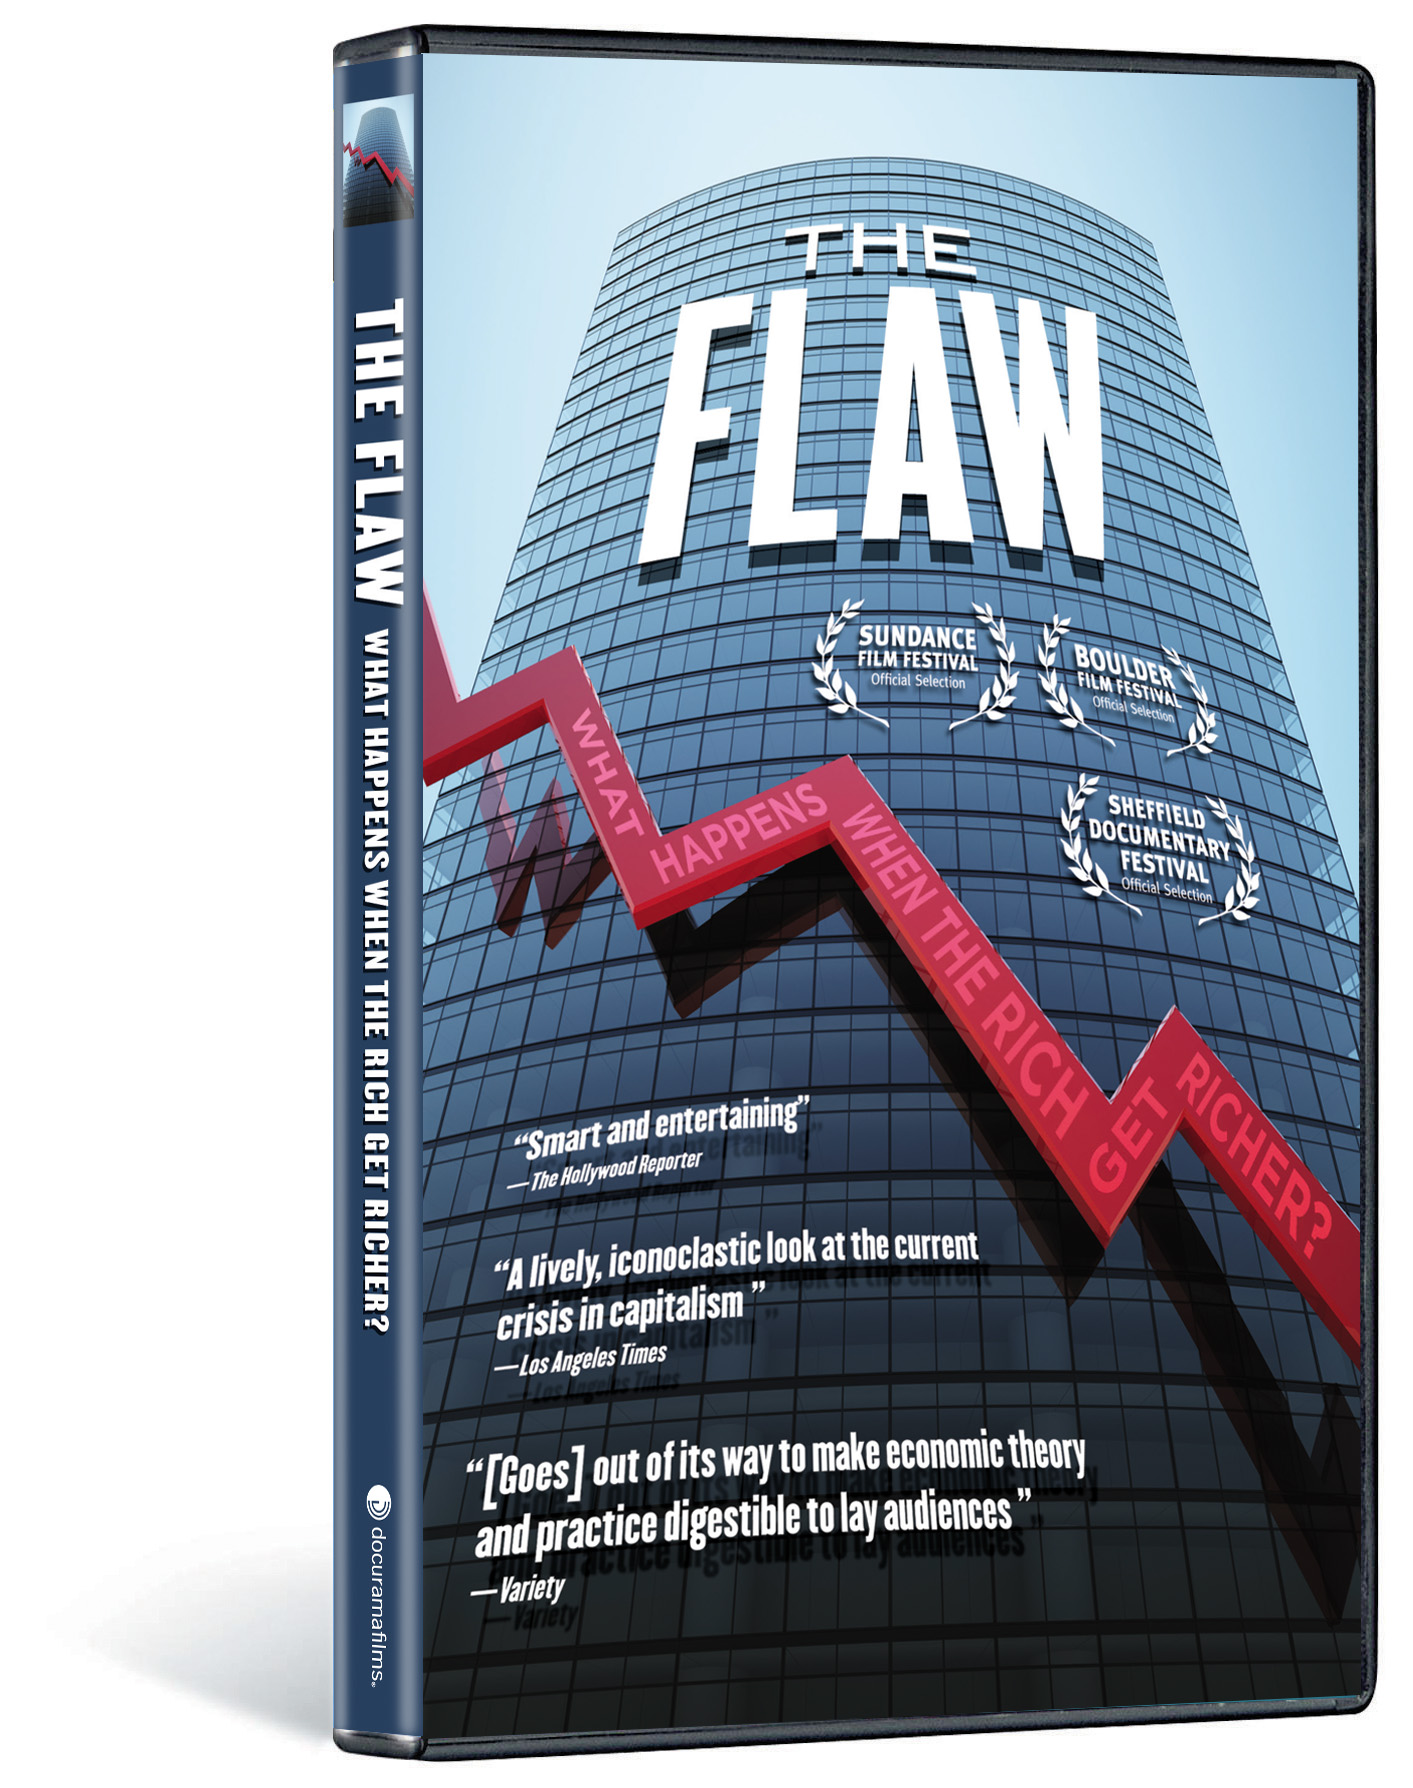 THE FLAW WHAT HAPPENS WHEN THE RICH GET RICHER?
docuramafilms®
THE
FLAW
SUNDANCE
FILM FESTIVAL
Official Selection
BOULDER
FILM FESTIVAL
Official Selection
SHEFFIELD
DOCUMENTARY
FESTIVAL
Official Selection
WHAT HAPPENS WHEN THE RICH GET RICHER?
“Smart and entertaining”
—The Hollywood Reporter
“A lively, iconoclastic look at the current
crisis in capitalism ”
—Los Angeles Times
“[Goes] out of its way to make economic theory
and practice digestible to lay audiences ”
—Variety